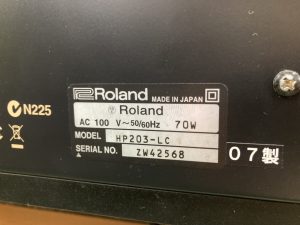 Roland MADE IN JAPAN
Roland
AC 100 V～50/60Hz 70W
MODEL HP203-LC
SERIAL NO. ZW42568
N225
07製